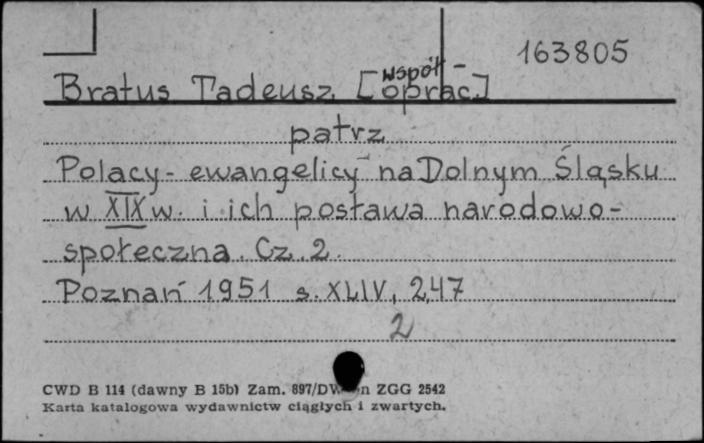 163805
Bratus Tadeusz [współ-
oprac.]
patrz
Polacy - ewangelicy na Dolnym Śląsku
w XIX w. i ich postawa narodowo-
społeczna. Cz. 2.
Poznań 1951 s. XLIV, 247
2
CWD B 114 (dawny B 15b) Zam. 897/DW n ZGG 2542
Karta katalogowa wydawnictw ciągłych i zwartych.